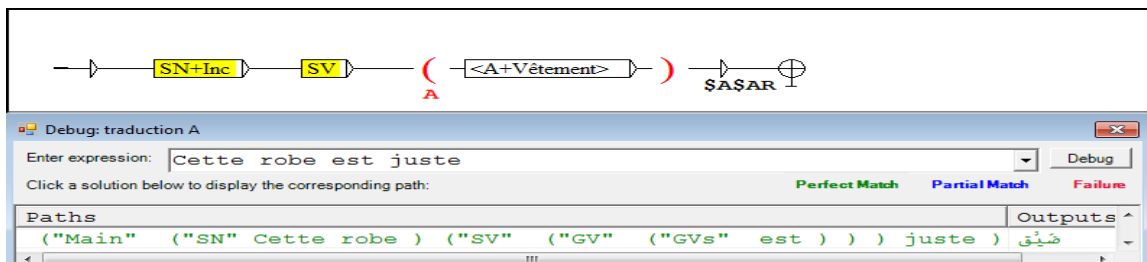 SN+Inc SV ( <A+Vêtement> )
A $A$AR
Debug: traduction A
Enter expression: Cette robe est juste Debug
Click a solution below to display the corresponding path: Perfect Match Partial Match Failure
Paths Outputs
("Main" ("SN" Cette robe ) ("SV" ("GV" ("GVs" est ) ) ) juste ) ضَيِّق